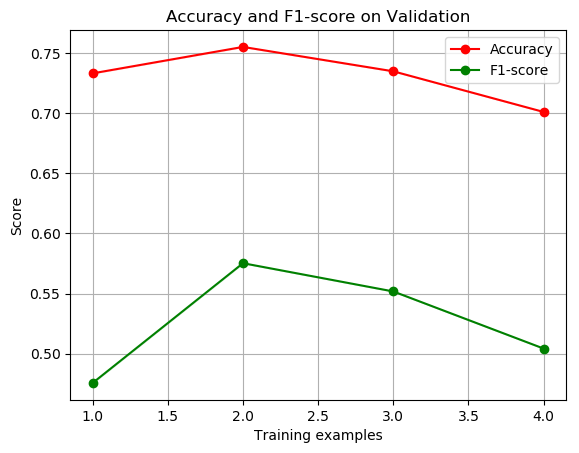 Accuracy and F1-score on Validation
Accuracy
F1-score
0.75
0.70
0.65
0.60
0.55
0.50
Score
1.0 1.5 2.0 2.5 3.0 3.5 4.0
Training examples